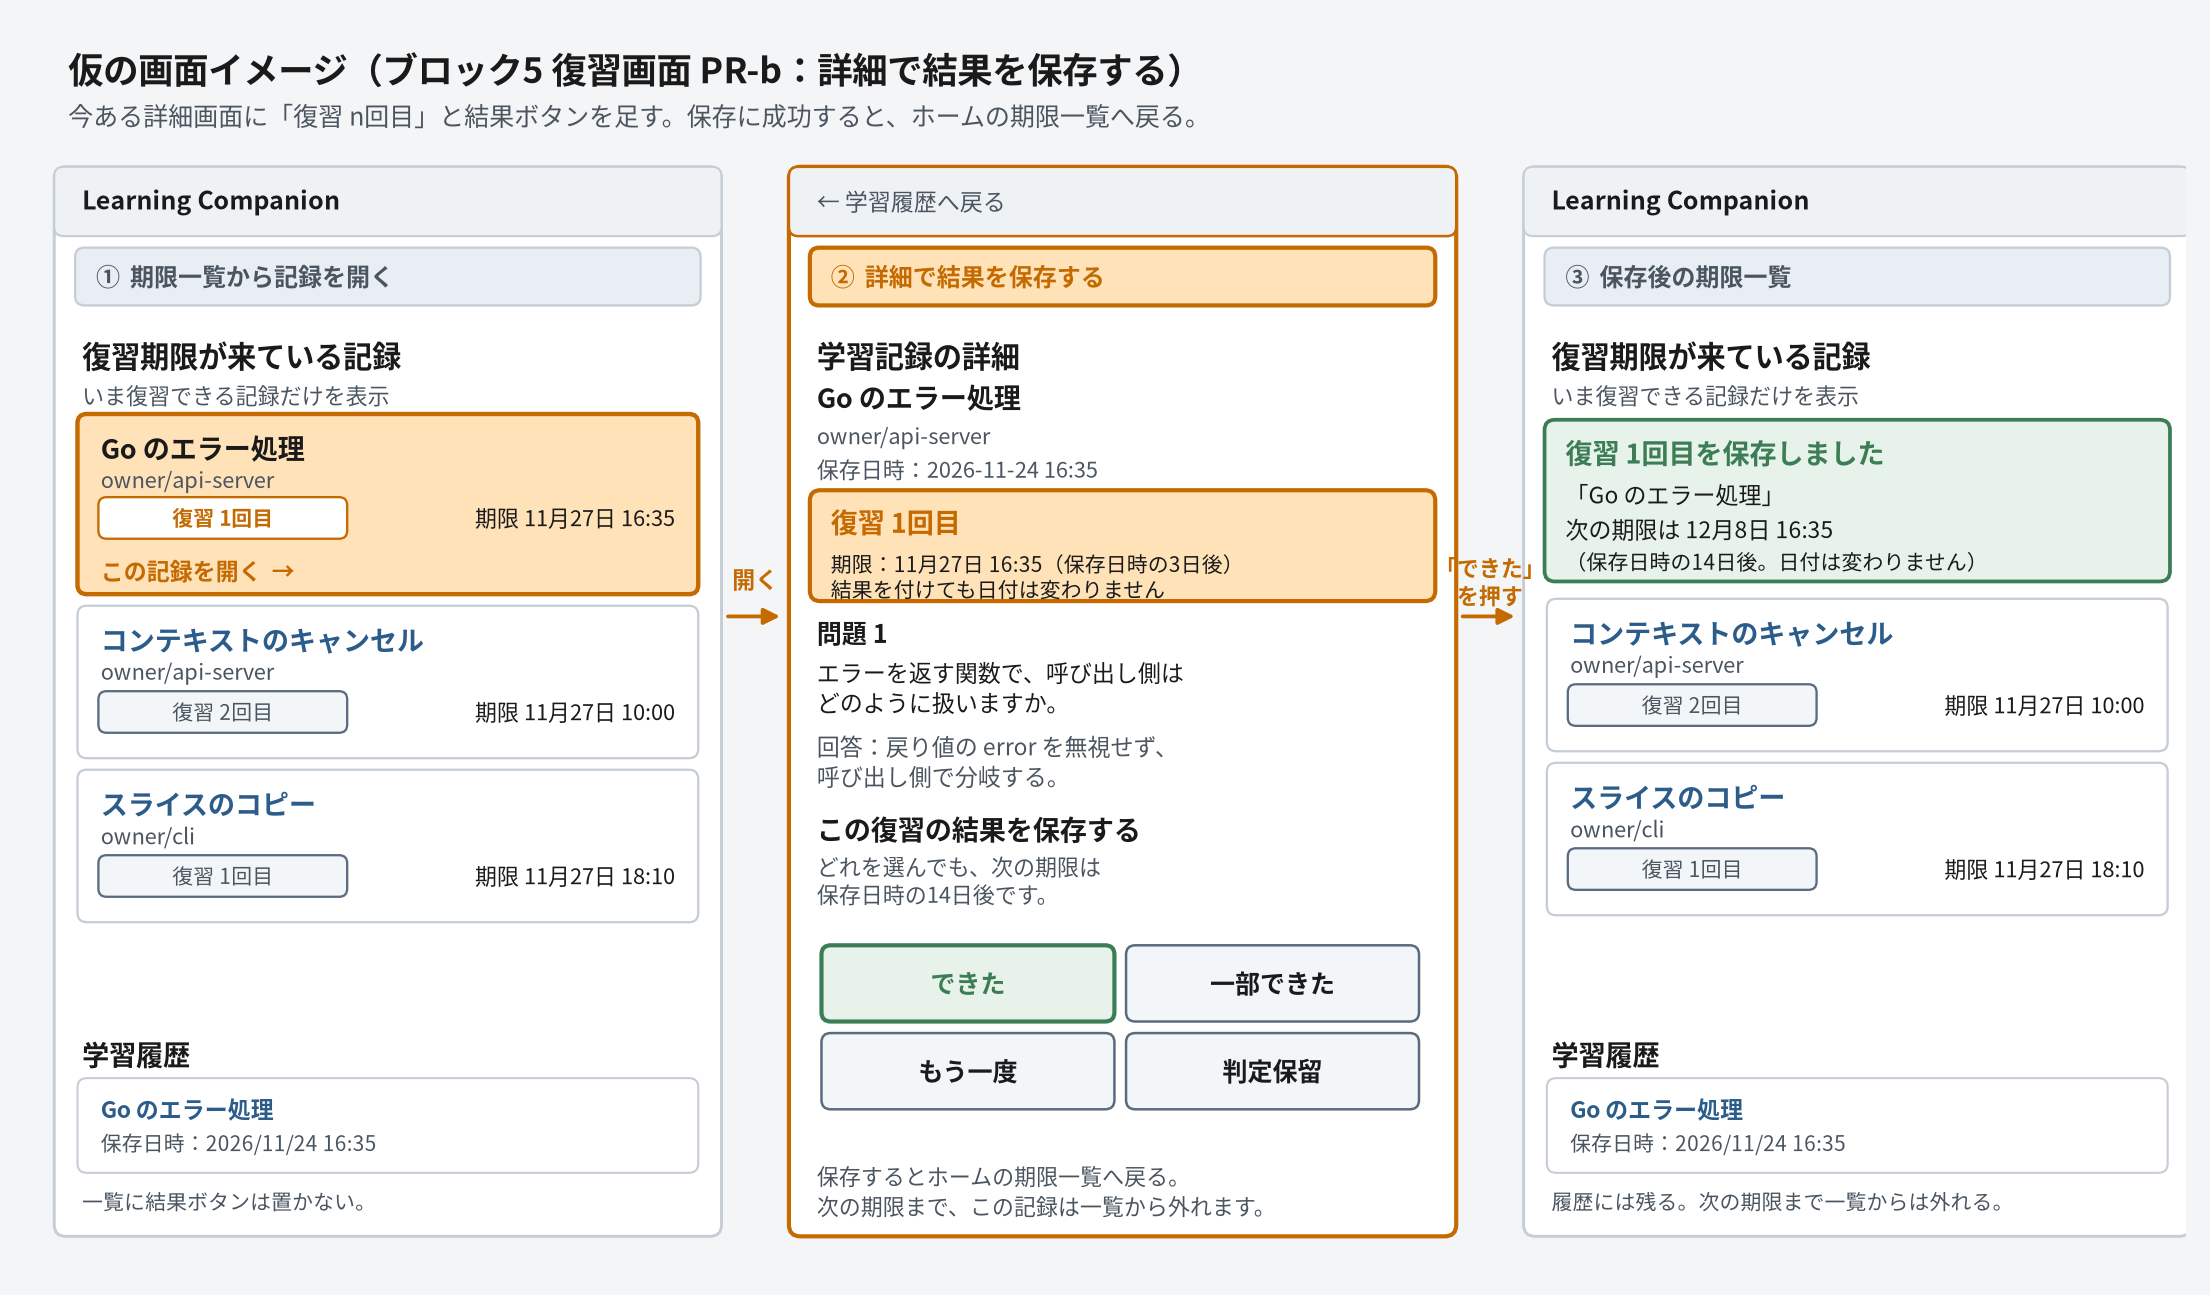 仮の画面イメージ（ブロック5 復習画面 PR-b：詳細で結果を保存する）
今ある詳細画面に「復習 n回目」と結果ボタンを足す。保存に成功すると、ホームの期限一覧へ戻る。
Learning Companion
① 期限一覧から記録を開く
復習期限が来ている記録
いま復習できる記録だけを表示
Go のエラー処理
owner/api-server
復習 1回目
期限 11月27日 16:35
この記録を開く →
コンテキストのキャンセル
owner/api-server
復習 2回目
期限 11月27日 10:00
スライスのコピー
owner/cli
復習 1回目
期限 11月27日 18:10
学習履歴
Go のエラー処理
保存日時：2026/11/24 16:35
一覧に結果ボタンは置かない。
開く
← 学習履歴へ戻る
② 詳細で結果を保存する
学習記録の詳細
Go のエラー処理
owner/api-server
保存日時：2026-11-24 16:35
復習 1回目
期限：11月27日 16:35（保存日時の3日後）
結果を付けても日付は変わりません
問題 1
エラーを返す関数で、呼び出し側は
どのように扱いますか。
回答：戻り値の error を無視せず、
呼び出し側で分岐する。
この復習の結果を保存する
どれを選んでも、次の期限は
保存日時の14日後です。
できた
一部できた
もう一度
判定保留
保存するとホームの期限一覧へ戻る。
次の期限まで、この記録は一覧から外れます。
「できた」
を押す
Learning Companion
③ 保存後の期限一覧
復習期限が来ている記録
いま復習できる記録だけを表示
復習 1回目を保存しました
「Go のエラー処理」
次の期限は 12月8日 16:35
（保存日時の14日後。日付は変わりません）
コンテキストのキャンセル
owner/api-server
復習 2回目
期限 11月27日 10:00
スライスのコピー
owner/cli
復習 1回目
期限 11月27日 18:10
学習履歴
Go のエラー処理
保存日時：2026/11/24 16:35
履歴には残る。次の期限まで一覧からは外れる。